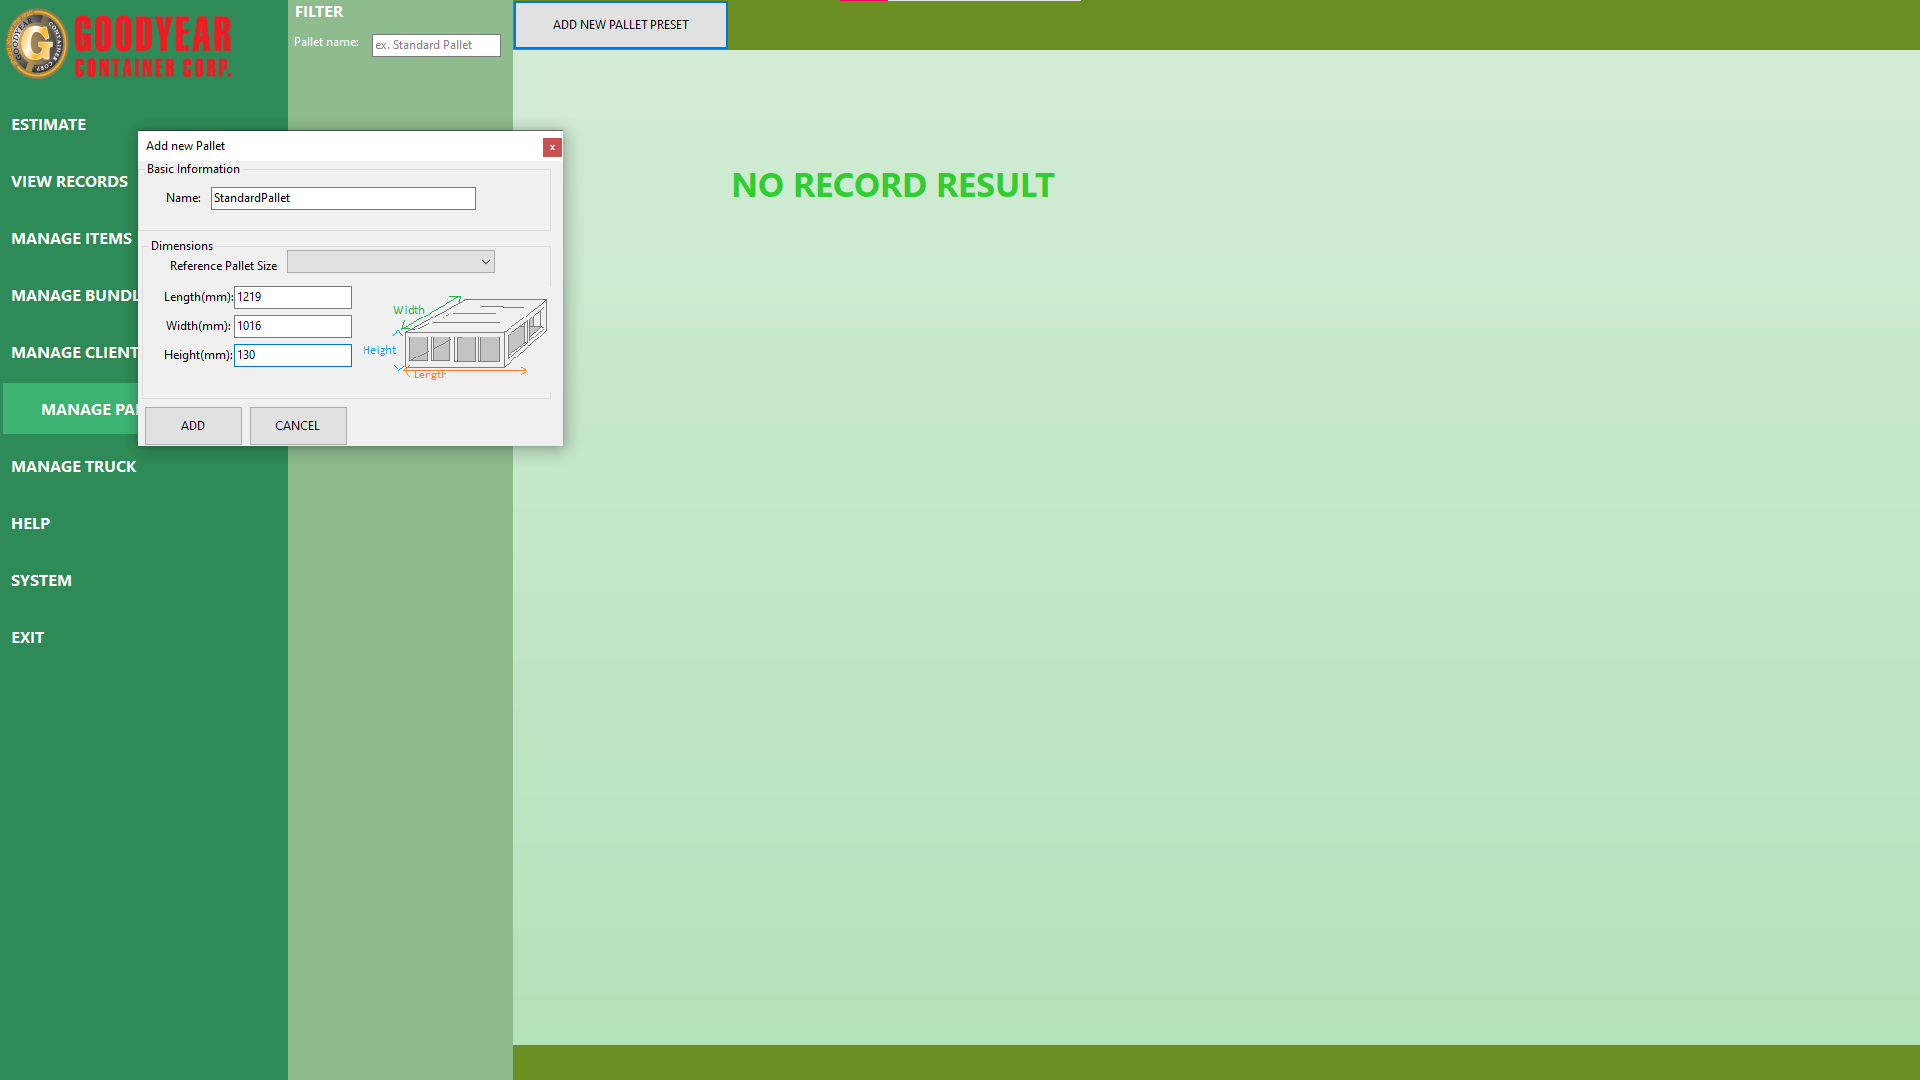 GOODYEAR
CONTAINER CORP.
ESTIMATE
VIEW RECORDS
MANAGE ITEMS
MANAGE BUNDL
MANAGE CLIENT
MANAGE PAL
MANAGE TRUCK
HELP
SYSTEM
EXIT
FILTER
Pallet name:
ex. Standard Pallet
ADD NEW PALLET PRESET
NO RECORD RESULT
Add new Pallet
x
Basic Information
Name:
StandardPallet
Dimensions
Reference Pallet Size
Length(mm):
1219
Width(mm):
1016
Height(mm):
130
Width
Height
Length
ADD
CANCEL